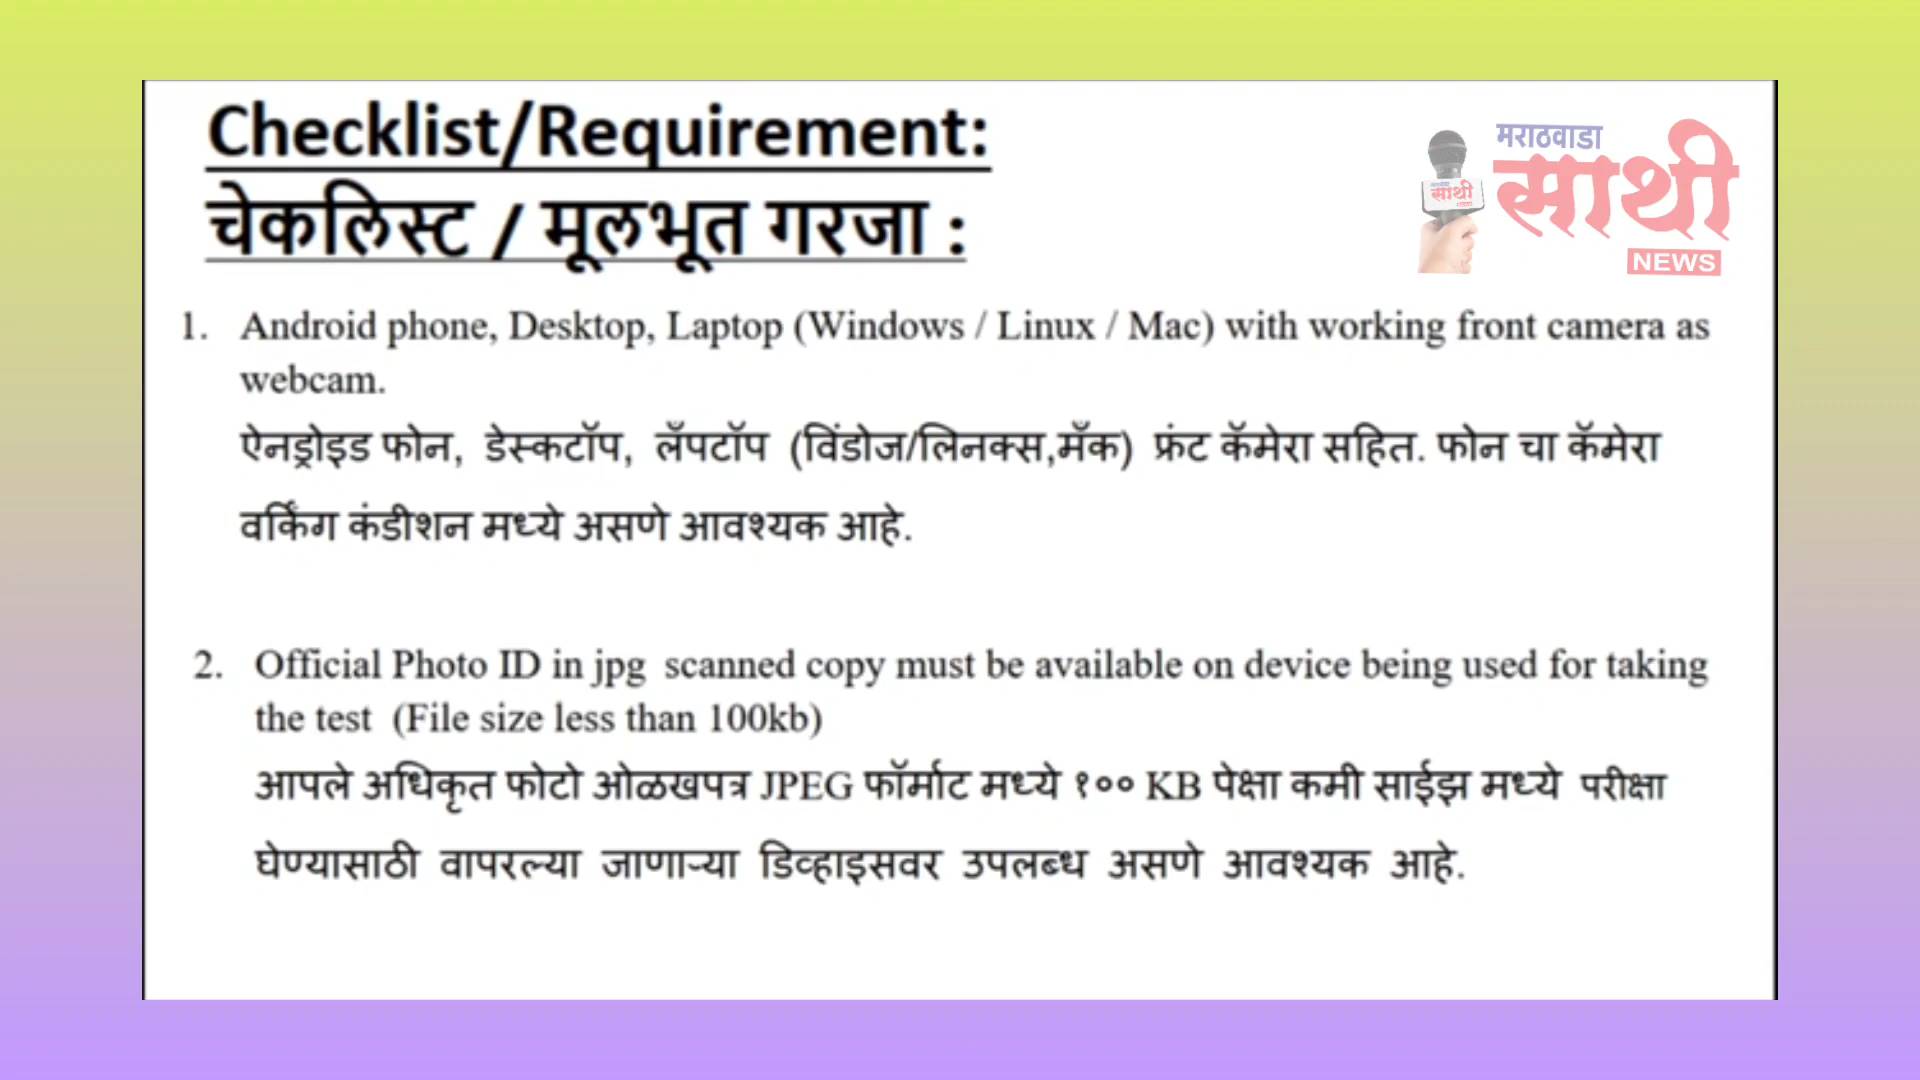 Checklist/Requirement:
चेकलिस्ट / मूलभूत गरजा :
मराठवाडा
साथी
साथी
NEWS
1. Android phone, Desktop, Laptop (Windows / Linux / Mac) with working front camera as
webcam.
ऐनड्रोइड फोन, डेस्कटॉप, लॅंपटॉप (विंडोज/लिनक्स,मॅंक) फ्रंट कॅमेरा सहित. फोन चा कॅमेरा
वर्किंग कंडीशन मध्ये असणे आवश्यक आहे.
2. Official Photo ID in jpg scanned copy must be available on device being used for taking
the test (File size less than 100kb)
आपले अधिकृत फोटो ओळखपत्र JPEG फॉर्माट मध्ये १०० KB पेक्षा कमी साईझ मध्ये परीक्षा
घेण्यासाठी वापरल्या जाणाऱ्या डिव्हाइसवर उपलब्ध असणे आवश्यक आहे.